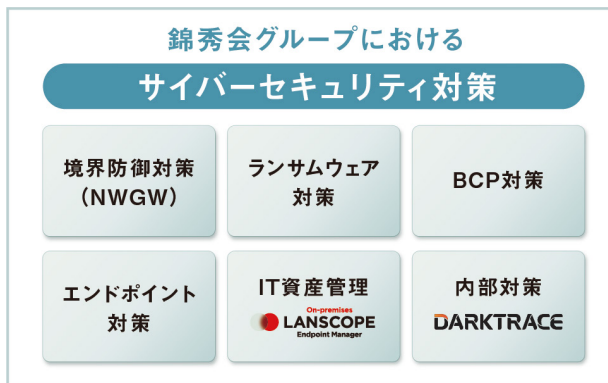 錦秀会グループにおける
サイバーセキュリティ対策
境界防御対策
（NWGW）
ランサムウェア
対策
BCP対策
エンドポイント
対策
IT資産管理
On-premises
LANSCOPE
Endpoint Manager
内部対策
DARKTRACE